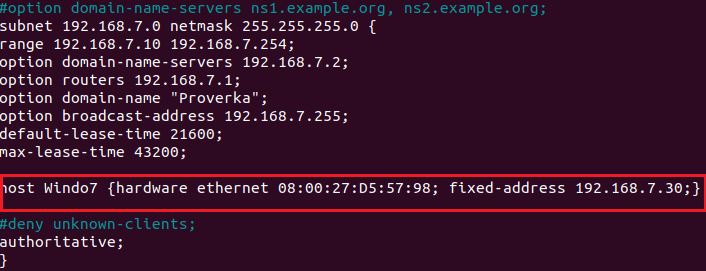 #option domain-name-servers ns1.example.org, ns2.example.org;
subnet 192.168.7.0 netmask 255.255.255.0 {
range 192.168.7.10 192.168.7.254;
option domain-name-servers 192.168.7.2;
option routers 192.168.7.1;
option domain-name "Proverka";
option broadcast-address 192.168.7.255;
default-lease-time 21600;
max-lease-time 43200;
host Windo7 {hardware ethernet 08:00:27:D5:57:98; fixed-address 192.168.7.30;}
#deny unknown-clients;
authoritative;
}